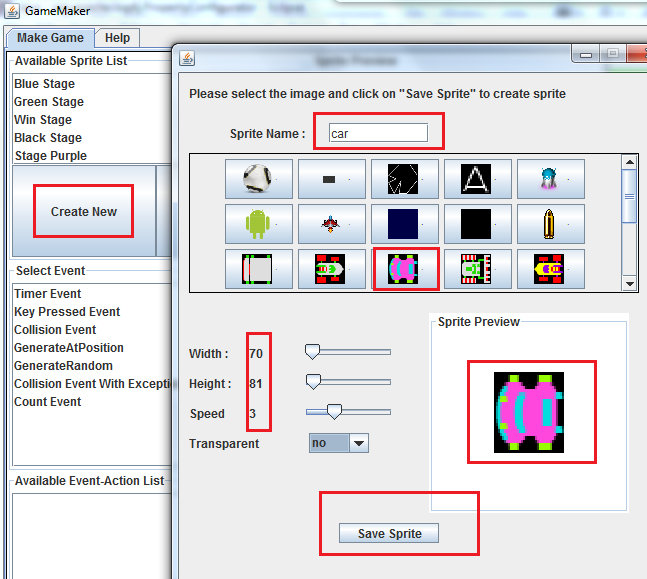 GameMaker
Make Game Help
Available Sprite List
Blue Stage
Green Stage
Win Stage
Black Stage
Stage Purple
Create New
Select Event
Timer Event
Key Pressed Event
Collision Event
GenerateAtPosition
GenerateRandom
Collision Event With Exceptio
Count Event
Available Event-Action List
Sprite Preview
Please select the image and click on "Save Sprite" to create sprite
Sprite Name : car
Width : 70
Height : 81
Speed 3
Transparent no
Sprite Preview
Save Sprite